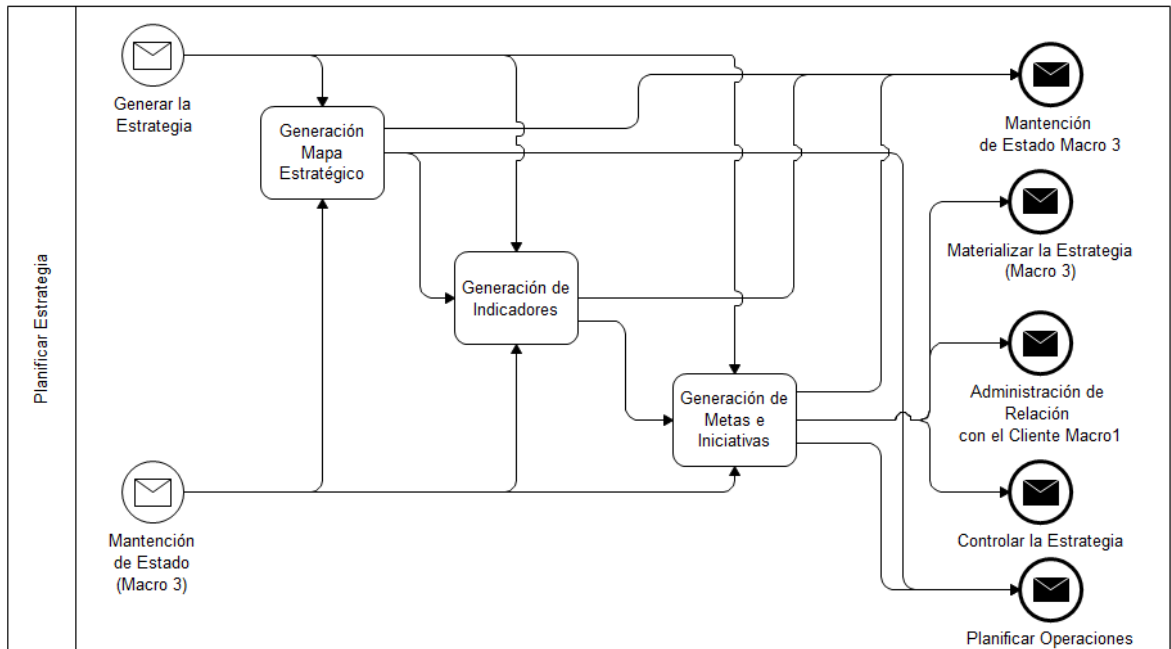 Planificar Estrategia
Generar la
Estrategia
Generación
Mapa
Estratégico
Generación de
Indicadores
Generación de
Metas e
Iniciativas
Mantención
de Estado
(Macro 3)
Mantención
de Estado Macro 3
Materializar la Estrategia
(Macro 3)
Administración de
Relación
con el Cliente Macro1
Controlar la Estrategia
Planificar Operaciones